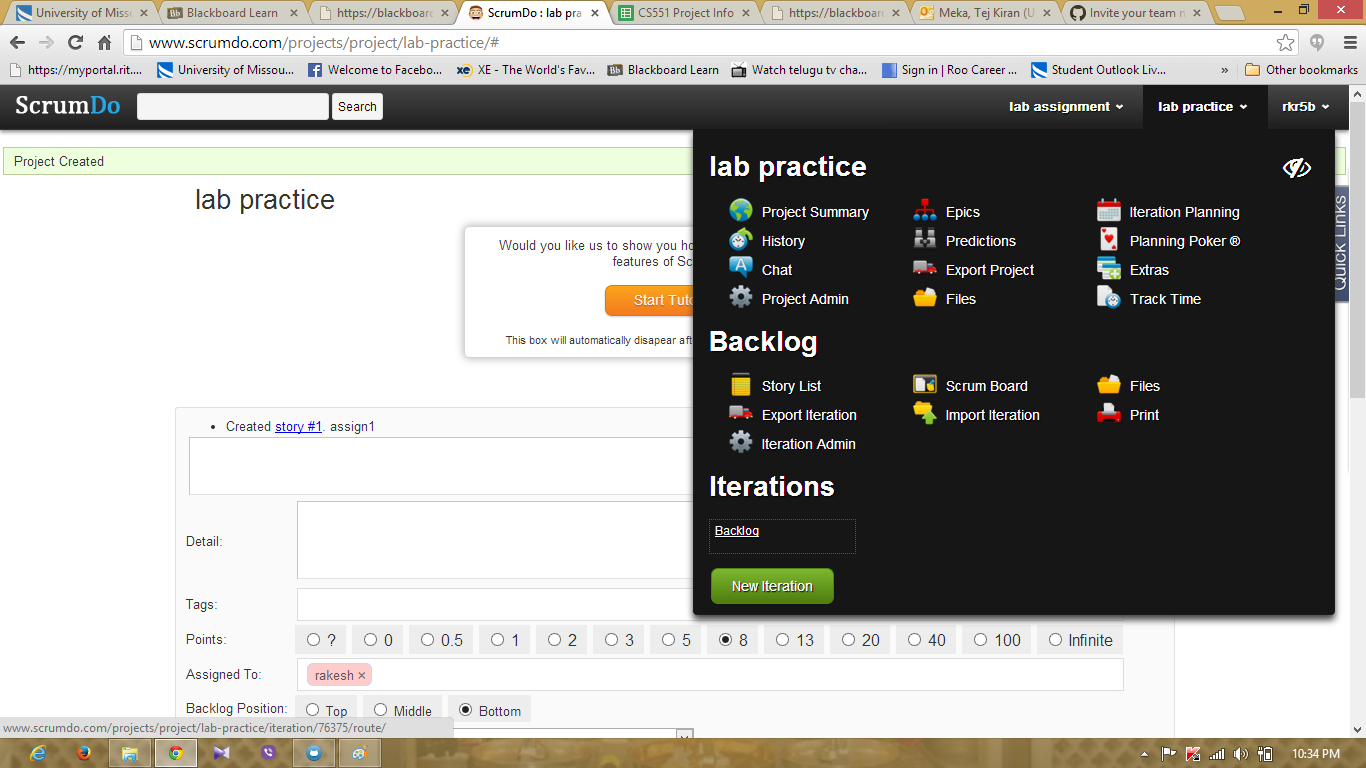 University of Misso
Blackboard Learn
https://blackboard
ScrumDo : lab pra
CS551 Project Info
https://blackboard
Meka, Tej Kiran (U
Invite your team m
www.scrumdo.com/projects/project/lab-practice/#
https://myportal.rit....
University of Missou...
Welcome to Facebo...
XE - The World's Fav...
Blackboard Learn
Watch telugu tv cha...
Sign in | Roo Career ...
Student Outlook Liv...
»
Other bookmarks
ScrumDo
Search
lab assignment
lab practice
rkr5b
Project Created
lab practice
Would you like us to show you ho
features of Sc
Start Tuto
This box will automatically disapear afte
Created story #1. assign1
Detail:
Tags:
Points:
? 0 0.5 1 2 3 5 8 13 20 40 100 Infinite
Assigned To:
rakesh ×
Backlog Position:
Top Middle Bottom
lab practice
Project Summary
Epics
Iteration Planning
History
Predictions
Planning Poker ®
Chat
Export Project
Extras
Project Admin
Files
Track Time
Backlog
Story List
Scrum Board
Files
Export Iteration
Import Iteration
Print
Iteration Admin
Iterations
Backlog
New Iteration
Quick Links
www.scrumdo.com/projects/project/lab-practice/iteration/76375/route/
10:34 PM